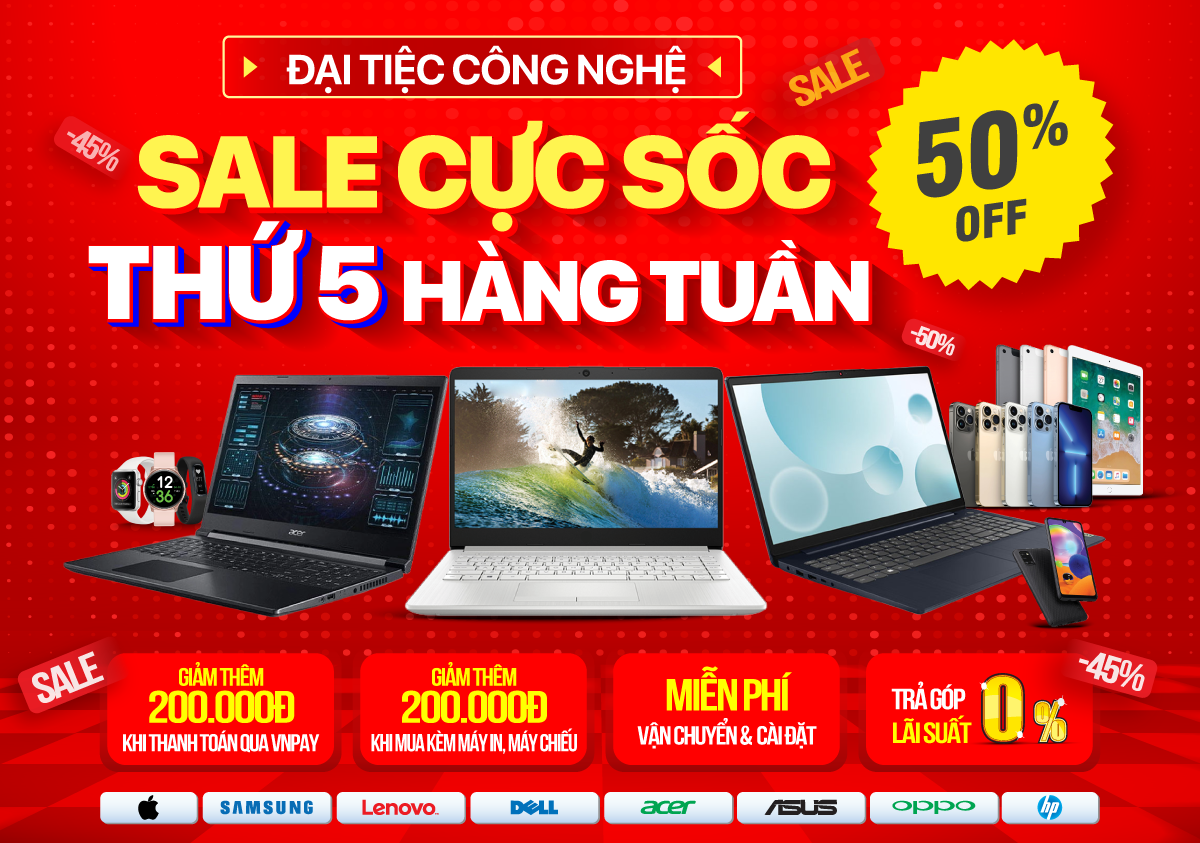 ĐẠI TIỆC CÔNG NGHỆ
SALE
-45%
SALE CỰC SỐC
50%
OFF
THỨ 5 HÀNG TUẦN
-50%
12
36
acer
SALE
GIẢM THÊM
200.000Đ
KHI THANH TOÁN QUA VNPAY
GIẢM THÊM
200.000Đ
KHI MUA KÈM MÁY IN, MÁY CHIẾU
MIỄN PHÍ
VẬN CHUYỂN & CÀI ĐẶT
TRẢ GÓP
LÃI SUẤT 0%
-45%
SAMSUNG
Lenovo
DELL
acer
ASUS
oppo
hp